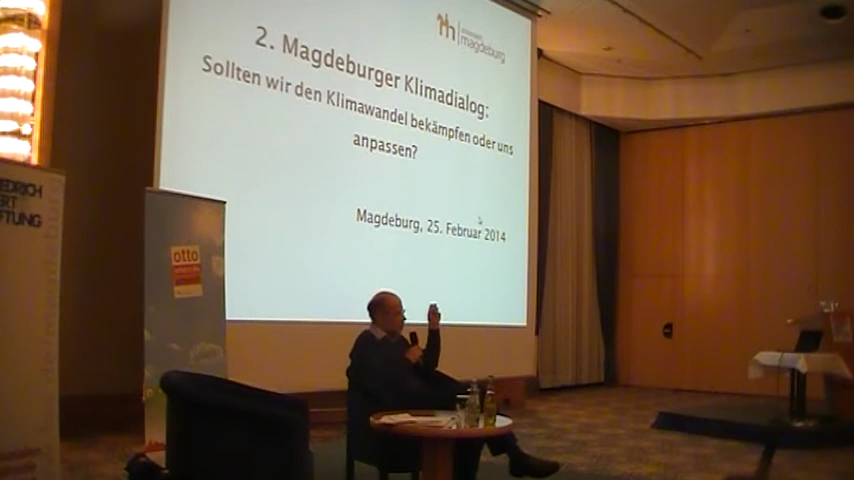 magdeburg
2. Magdeburger Klimadialog:
Sollten wir den Klimawandel bekämpfen oder uns
anpassen?
Magdeburg, 25. Februar 2014
EDRICH
ERT
FTUNG
otto